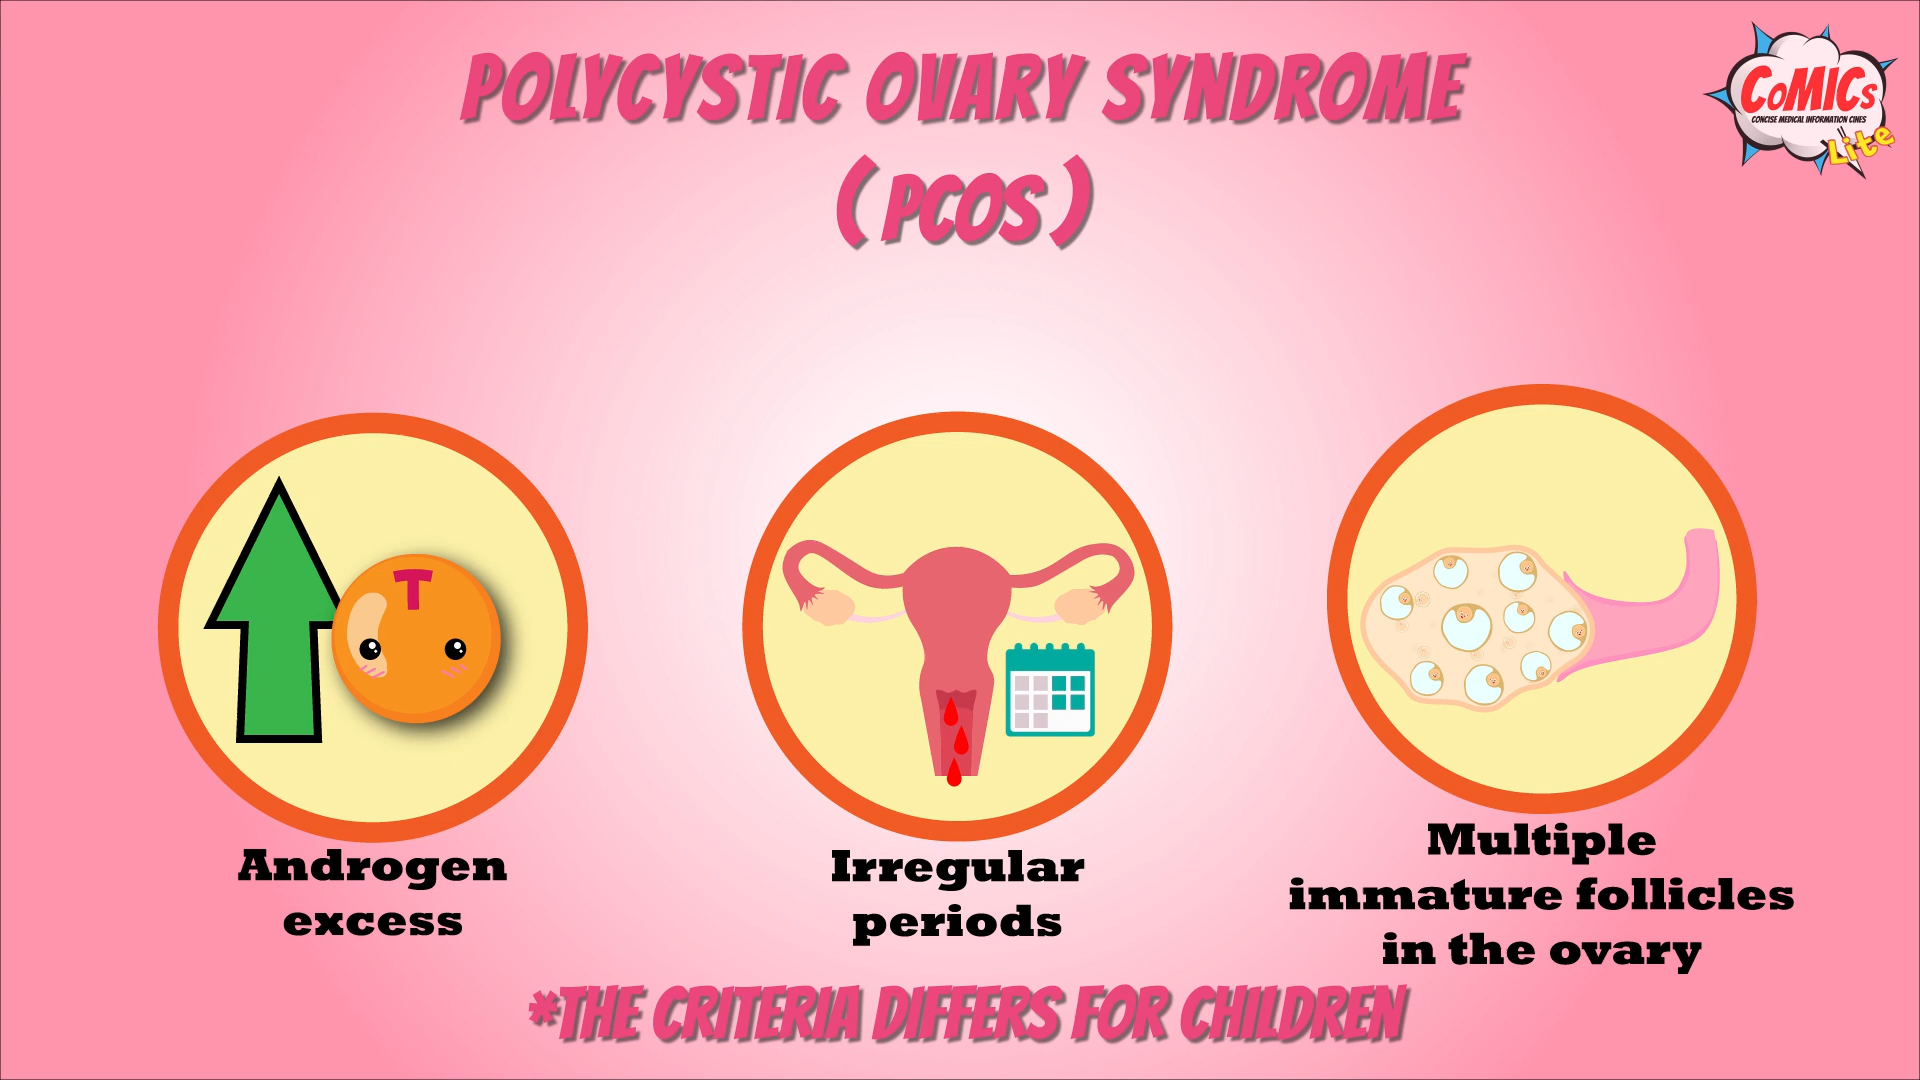 POLYCYSTIC OVARY SYNDROME
(PCOS)
CoMICs
CONCISE MEDICAL INFORMATION CINES
Lite
T
Androgen
excess
Irregular
periods
Multiple
immature follicles
in the ovary
*THE CRITERIA DIFFERS FOR CHILDREN